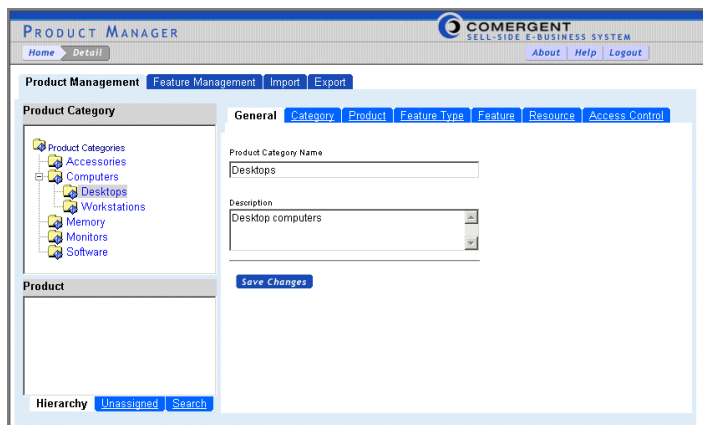 PRODUCT MANAGER
COMERGENT
SELL-SIDE E-BUSINESS SYSTEM
Home Detail
About Help Logout
Product Management Feature Management Import Export
Product Category
General Category Product Feature Type Feature Resource Access Control
Product Categories
Accessories
Computers
Desktops
Workstations
Memory
Monitors
Software
Product Category Name
Desktops
Description
Desktop computers
Save Changes
Product
Hierarchy Unassigned Search